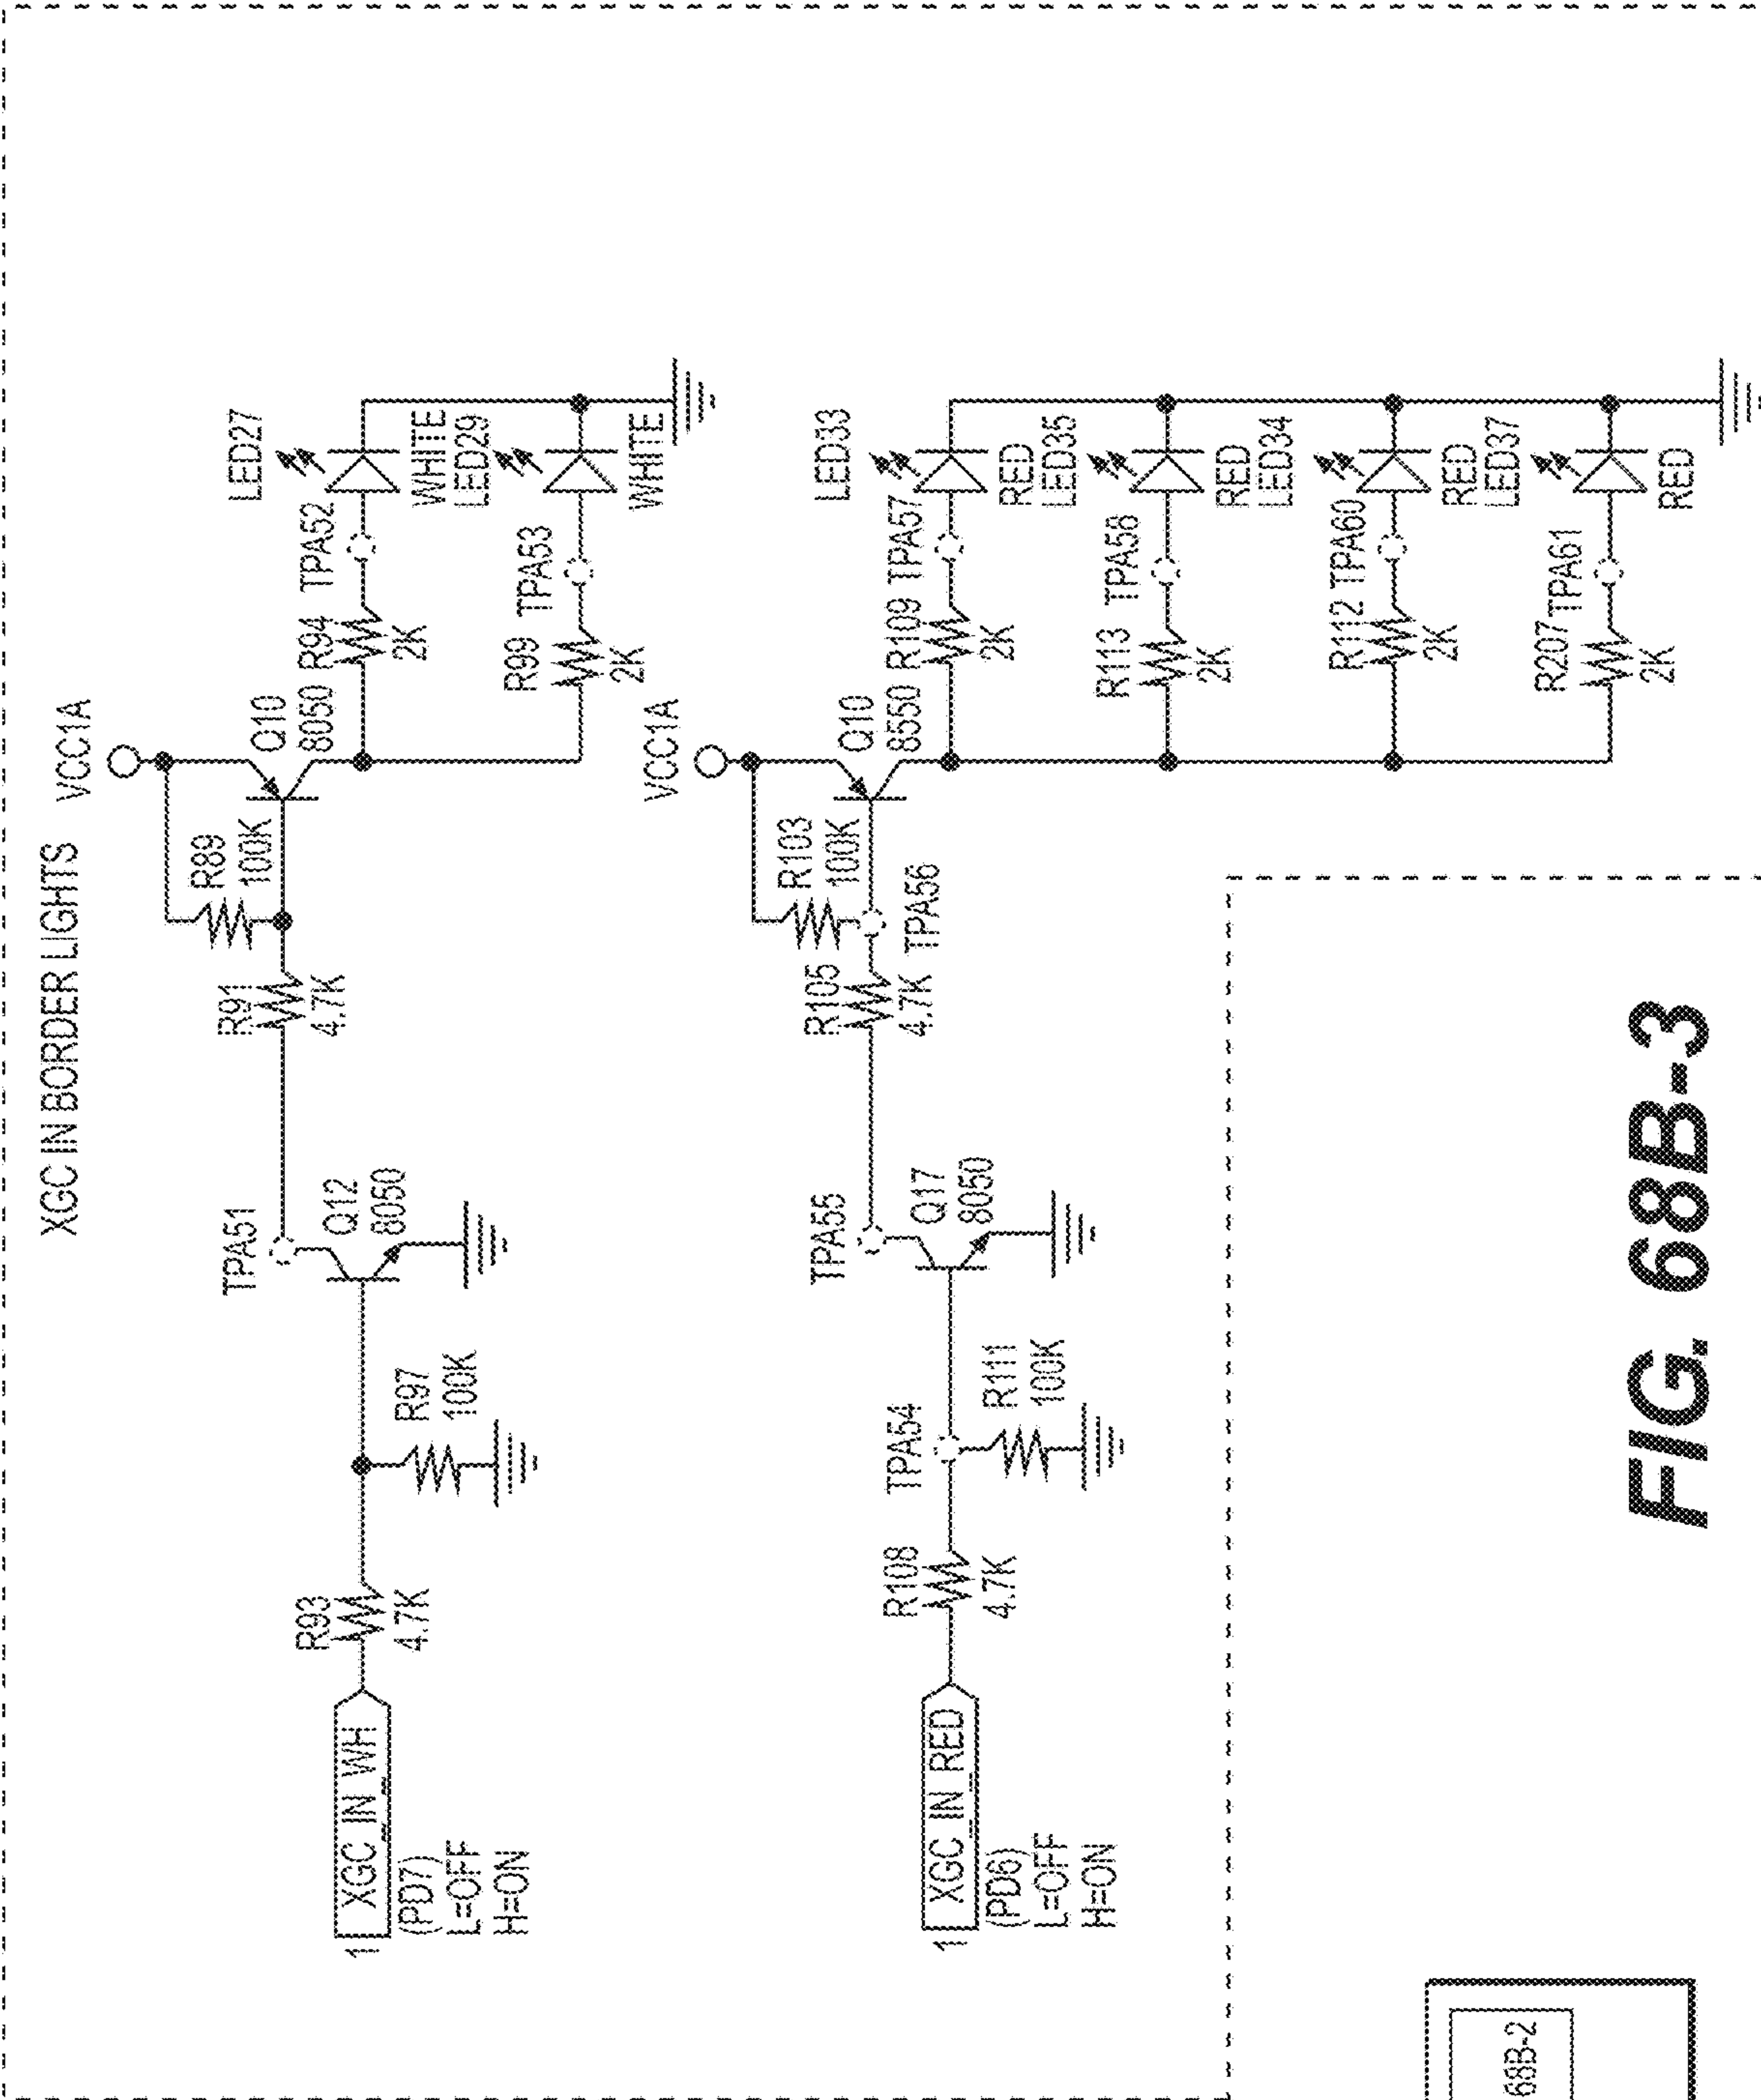 XGC IN BORDER LIGHTS
VCC1A
R89
100K
Q10
8050
R91
4.7K
TPA51
Q12
8050
R93
4.7K
R97
100K
1
XGC_IN_WH
(PD7)
L=OFF
H=ON
R94
2K
TPA52
LED27
WHITE
R99
2K
TPA53
LED29
WHITE
VCC1A
R103
100K
Q10
8550
TPA56
R105
4.7K
TPA55
Q17
8050
TPA54
R111
100K
R108
4.7K
1
XGC_IN_RED
(PD6)
L=OFF
H=ON
R109
2K
TPA57
LED33
RED
R113
2K
TPA58
LED35
RED
R112
2K
TPA60
LED34
RED
R207
2K
TPA61
LED37
RED
68B-2
FIG. 68B-3